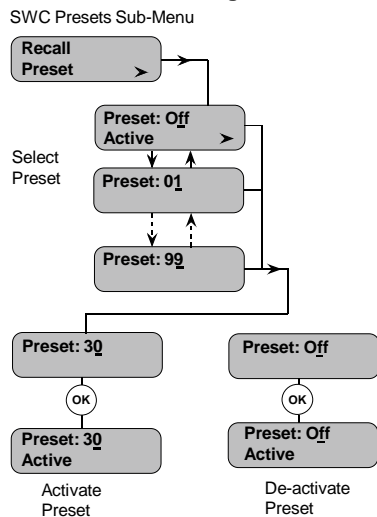 SWC Presets Sub-Menu
Recall
Preset >
Preset: Off
Active >
Select
Preset
Preset: 01
Preset: 99
Preset: 30
Preset: Off
OK
OK
Preset: 30
Active
Preset: Off
Active
Activate
Preset
De-activate
Preset